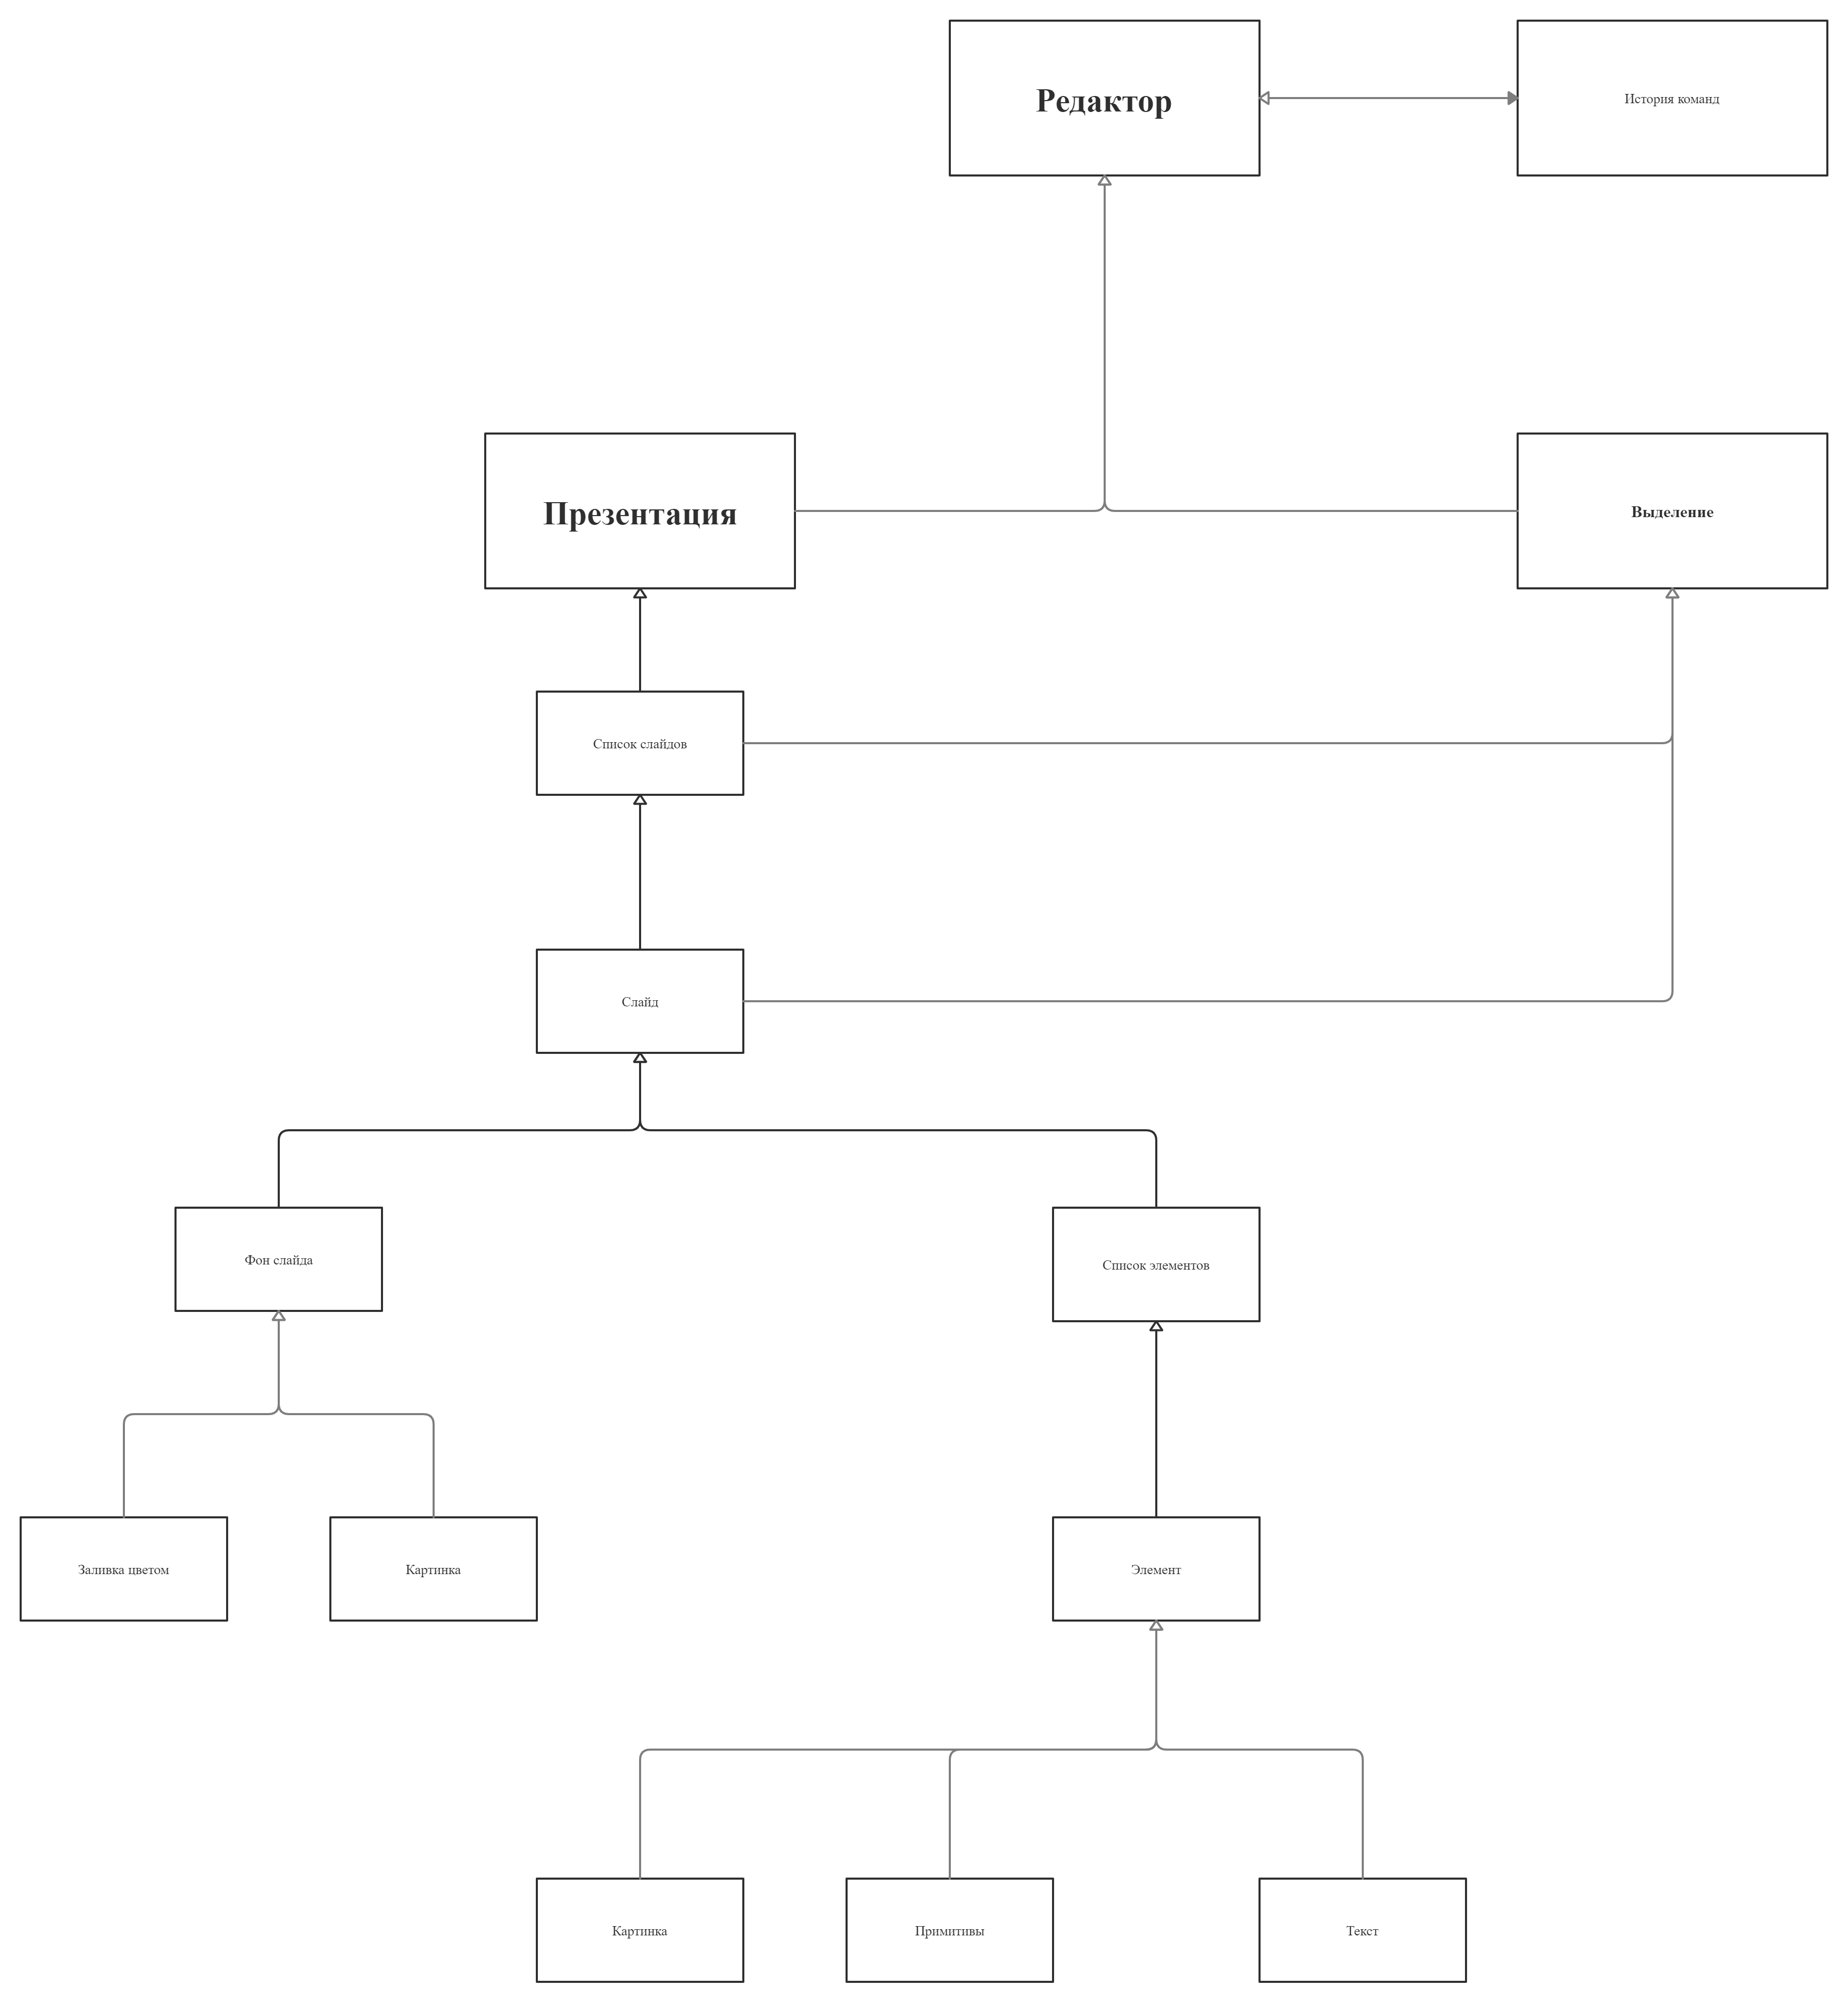 Редактор
История команд
Презентация
Выделение
Список слайдов
Слайд
Фон слайда
Список элементов
Заливка цветом
Картинка
Элемент
Картинка
Примитивы
Текст